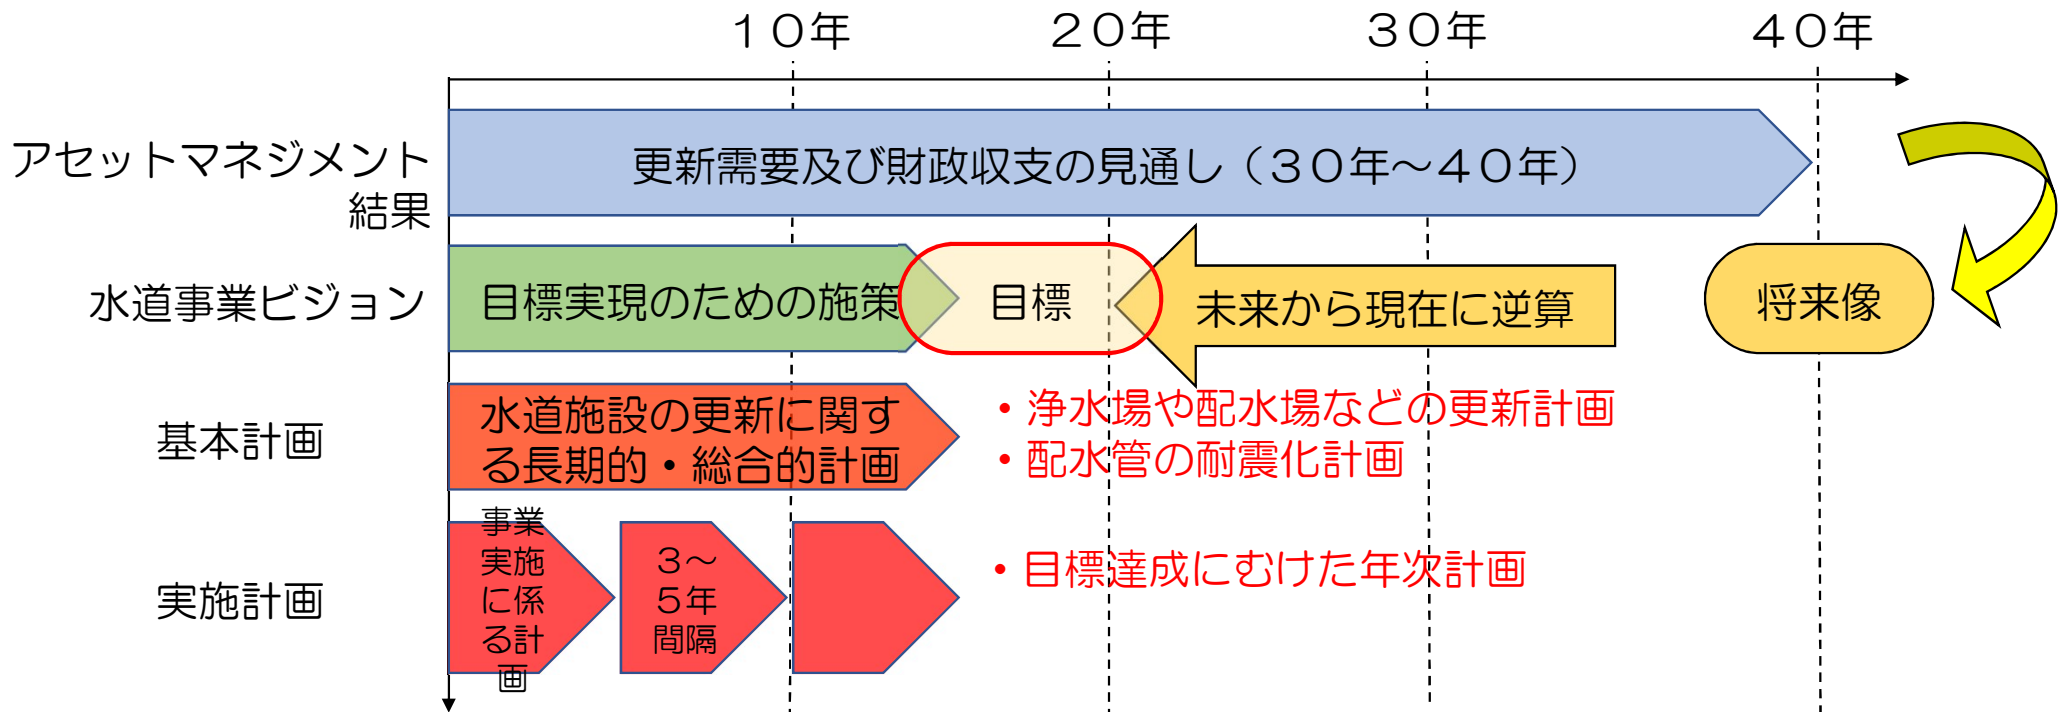 １０年
２０年
３０年
４０年
アセットマネジメント
結果
更新需要及び財政収支の見通し（３０年～４０年）
水道事業ビジョン
目標実現のための施策
目標
未来から現在に逆算
将来像
基本計画
水道施設の更新に関す
る長期的・総合的計画
・浄水場や配水場などの更新計画
・配水管の耐震化計画
実施計画
事業
実施
に係
る計
画
３～
５年
間隔
・目標達成にむけた年次計画